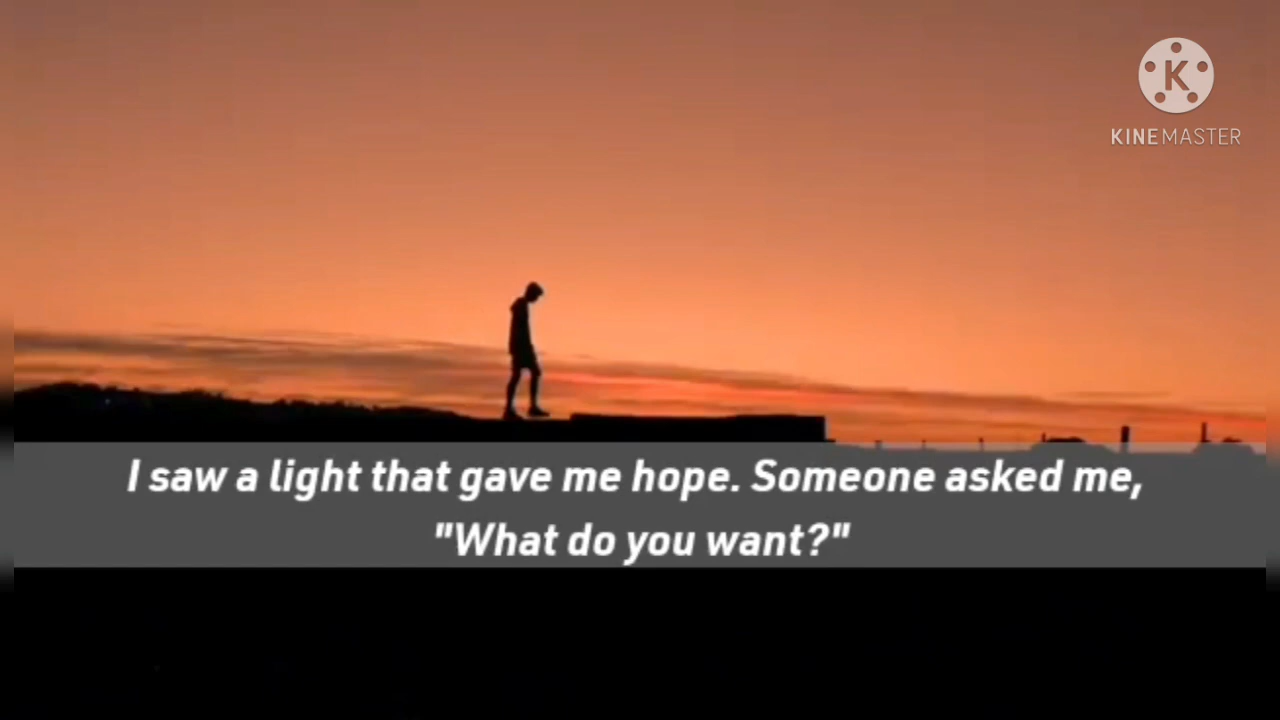 K
KINEMASTER
I saw a light that gave me hope. Someone asked me,
"What do you want?"